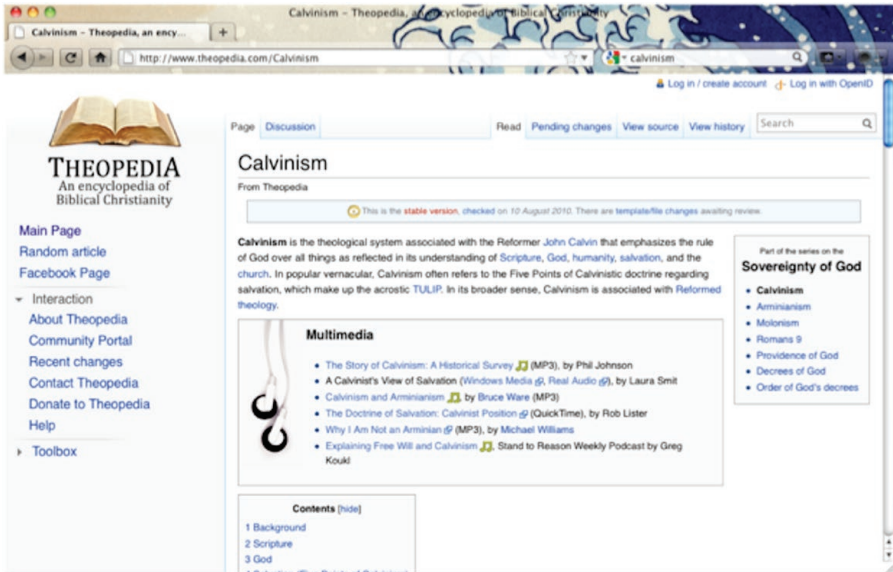 Calvinism – Theopedia, an encyclopedia of Biblical Christianity
Calvinism – Theopedia, an ency...
http://www.theopedia.com/Calvinism
calvinism
Log in / create account Log in with OpenID
THEOPEDIA
An encyclopedia of
Biblical Christianity
Main Page
Random article
Facebook Page
Interaction
About Theopedia
Community Portal
Recent changes
Contact Theopedia
Donate to Theopedia
Help
Toolbox
Page Discussion Read Pending changes View source View history Search
Calvinism
From Theopedia
This is the stable version, checked on 10 August 2010. There are template/file changes awaiting review.
Calvinism is the theological system associated with the Reformer John Calvin that emphasizes the rule
of God over all things as reflected in its understanding of Scripture, God, humanity, salvation, and the
church. In popular vernacular, Calvinism often refers to the Five Points of Calvinistic doctrine regarding
salvation, which make up the acrostic TULIP. In its broader sense, Calvinism is associated with Reformed
theology.
Part of the series on the
Sovereignty of God
• Calvinism
• Arminianism
• Molonism
• Romans 9
• Providence of God
• Decrees of God
• Order of God's decrees
Multimedia
• The Story of Calvinism: A Historical Survey (MP3), by Phil Johnson
• A Calvinist's View of Salvation (Windows Media, Real Audio), by Laura Smit
• Calvinism and Arminianism, by Bruce Ware (MP3)
• The Doctrine of Salvation: Calvinist Position (QuickTime), by Rob Lister
• Why I Am Not an Arminian (MP3), by Michael Williams
• Explaining Free Will and Calvinism, Stand to Reason Weekly Podcast by Greg
Koukl
Contents [hide]
1 Background
2 Scripture
3 God